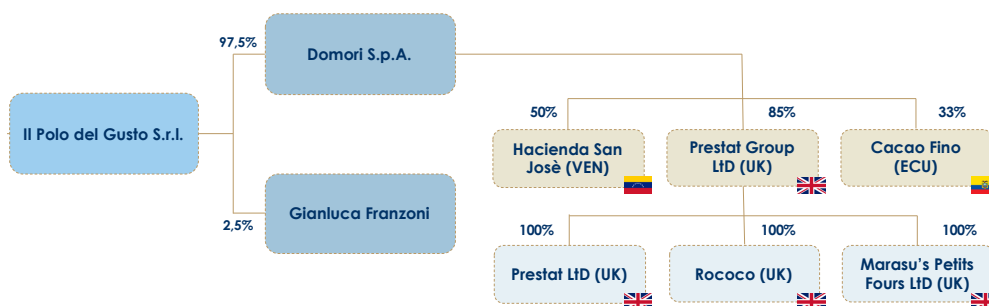 97,5%
Domori S.p.A.
Il Polo del Gusto S.r.l.
50%
85%
33%
Hacienda San
Josè (VEN)
Prestat Group
LtD (UK)
Cacao Fino
(ECU)
Gianluca Franzoni
2,5%
100%
100%
100%
Prestat LtD (UK)
Rococo (UK)
Marasu's Petits
Fours LtD (UK)